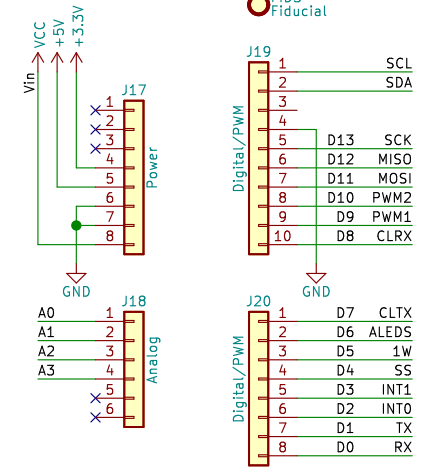 Fiducial
VCC
+5V
+3.3V
Vin
J17
1
2
3
4
5
6
7
8
Power
GND
J19
1 SCL
2 SDA
3
4
5 D13 SCK
6 D12 MISO
7 D11 MOSI
8 D10 PWM2
9 D9 PWM1
10 D8 CLRX
Digital/PWM
GND
J18
A0 1
A1 2
A2 3
A3 4
5
6
Analog
J20
1 D7 CLTX
2 D6 ALEDS
3 D5 1W
4 D4 SS
5 D3 INT1
6 D2 INT0
7 D1 TX
8 D0 RX
Digital/PWM